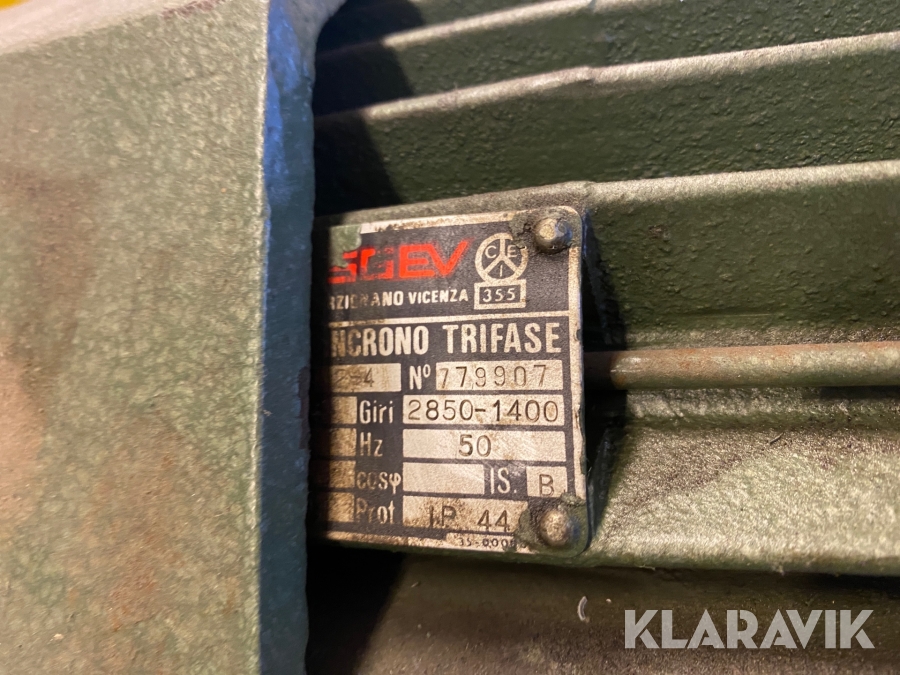 SGEV
C E
I
RZIGNANO VICENZA 355
NCRONO TRIFASE
2-4 Nº 779907
Giri 2850-1400
Hz 50
cosφ IS. B
Prot IP 44
KLARAVIK